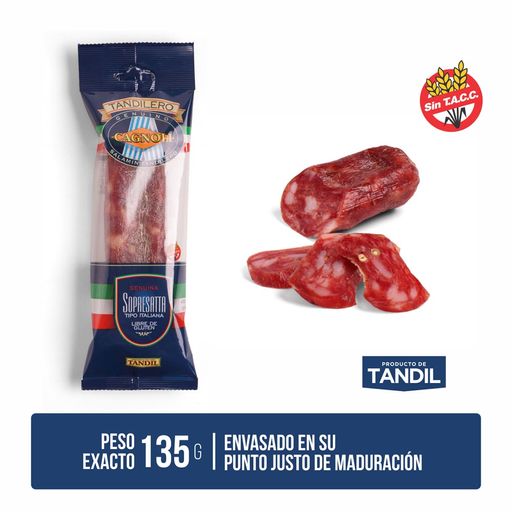 TANDILERO
GENUINO
CAGNOLI
Sin T.A.C.C.
GENUINA
SOPRESATTA
TIPO ITALIANA
LIBRE DE
GLUTEN
TANDIL
PRODUCTO DE
TANDIL
PESO
EXACTO 135 G
ENVASADO EN SU
PUNTO JUSTO DE MADURACIÓN